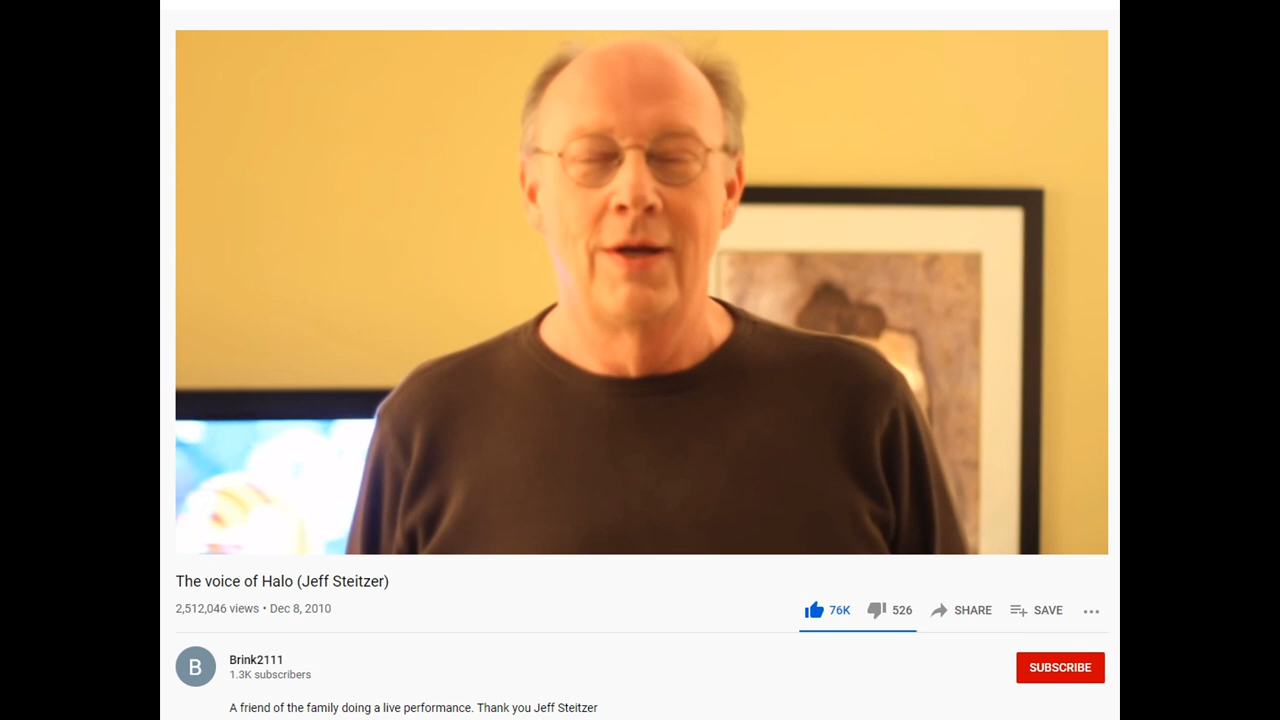 The voice of Halo (Jeff Steitzer)
2,512,046 views • Dec 8, 2010
76K 526 SHARE SAVE
B
Brink2111
1.3K subscribers
SUBSCRIBE
A friend of the family doing a live performance. Thank you Jeff Steitzer